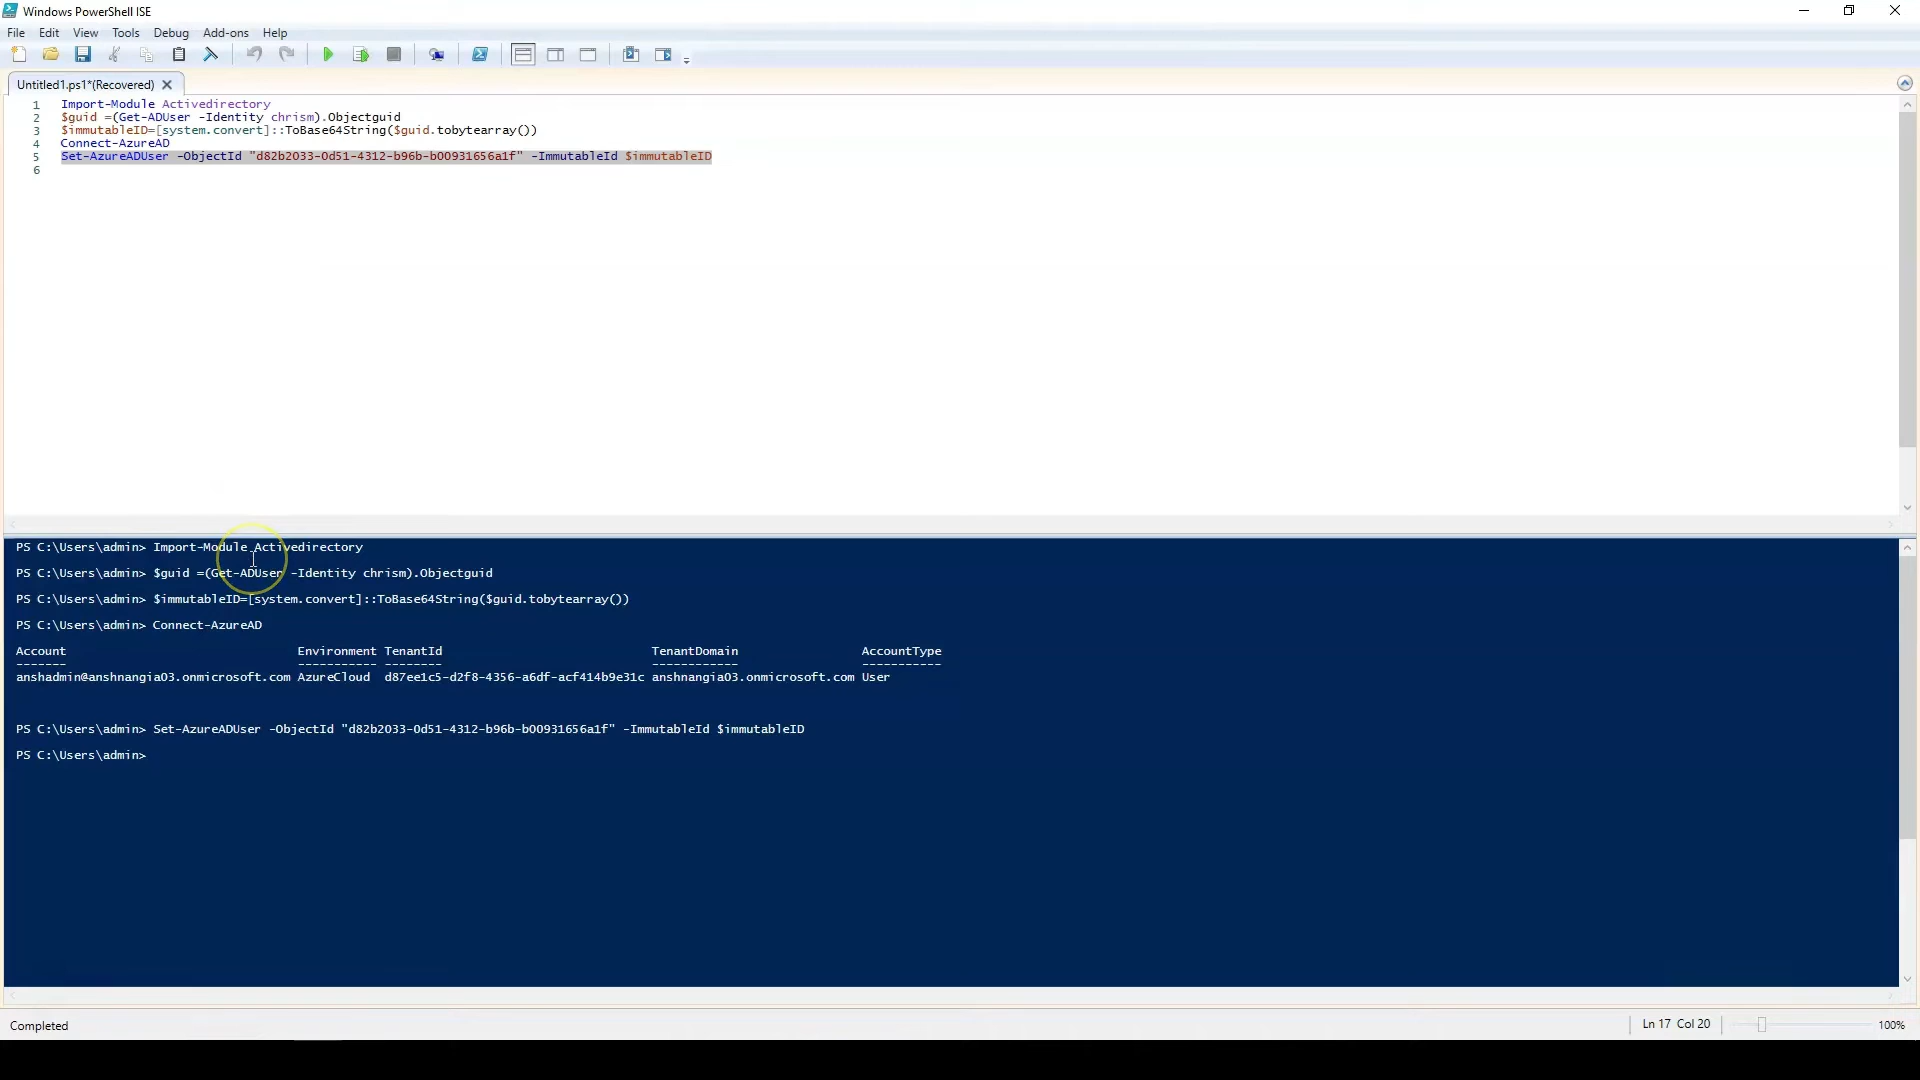 Windows PowerShell ISE
File Edit View Tools Debug Add-ons Help
Untitled1.ps1*(Recovered)
1 Import-Module Activedirectory
2 $guid =(Get-ADUser -Identity chrism).Objectguid
3 $immutableID=[system.convert]::ToBase64String($guid.tobytearray())
4 Connect-AzureAD
5 Set-AzureADUser -ObjectId "d82b2033-0d51-4312-b96b-b00931656a1f" -ImmutableId $immutableID
6
PS C:\Users\admin> Import-Module Activedirectory
PS C:\Users\admin> $guid =(Get-ADUser -Identity chrism).Objectguid
PS C:\Users\admin> $immutableID=[system.convert]::ToBase64String($guid.tobytearray())
PS C:\Users\admin> Connect-AzureAD
Account Environment TenantId TenantDomain AccountType
------- ----------- -------- ------------ -----------
anshadmin@anshnangia03.onmicrosoft.com AzureCloud d87ee1c5-d2f8-4356-a6df-acf414b9e31c anshnangia03.onmicrosoft.com User
PS C:\Users\admin> Set-AzureADUser -ObjectId "d82b2033-0d51-4312-b96b-b00931656a1f" -ImmutableId $immutableID
PS C:\Users\admin>
Completed Ln 17 Col 20 100%